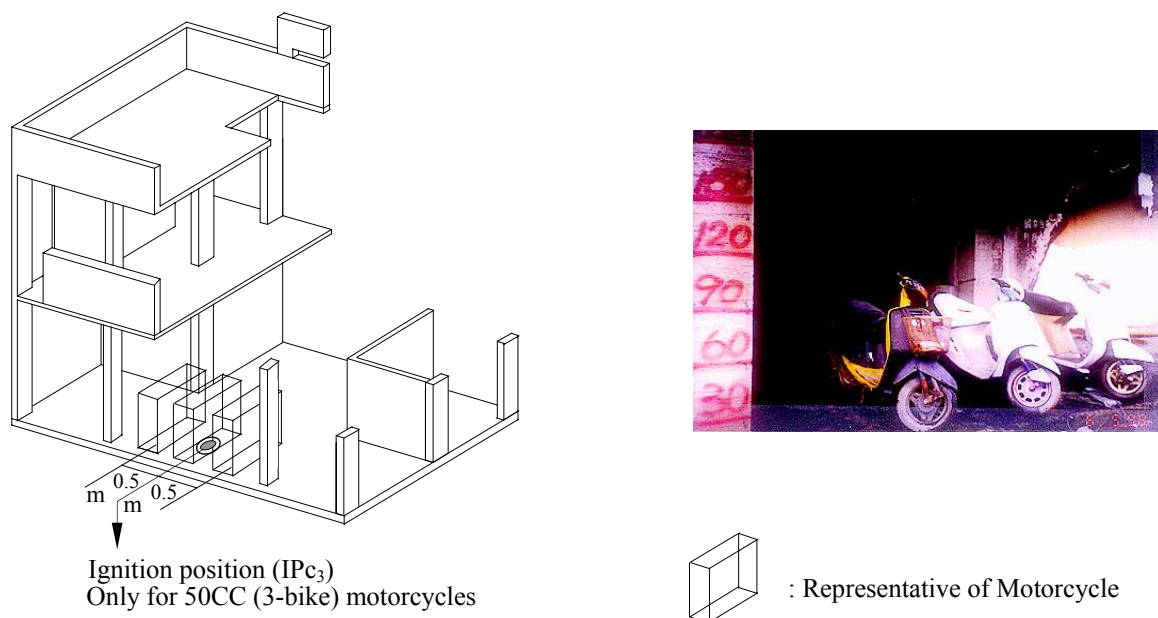 120
90
60
30
0.5
m
0.5
m
Ignition position (IPc₃)
Only for 50CC (3-bike) motorcycles
: Representative of Motorcycle